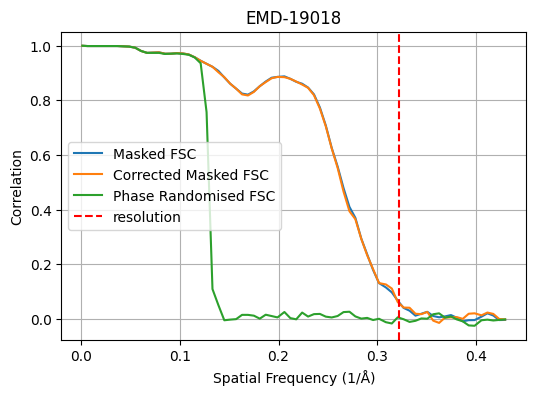 EMD-19018
1.0
0.8
0.6
0.4
0.2
0.0
Correlation
Masked FSC
Corrected Masked FSC
Phase Randomised FSC
resolution
0.0 0.1 0.2 0.3 0.4
Spatial Frequency (1/Å)